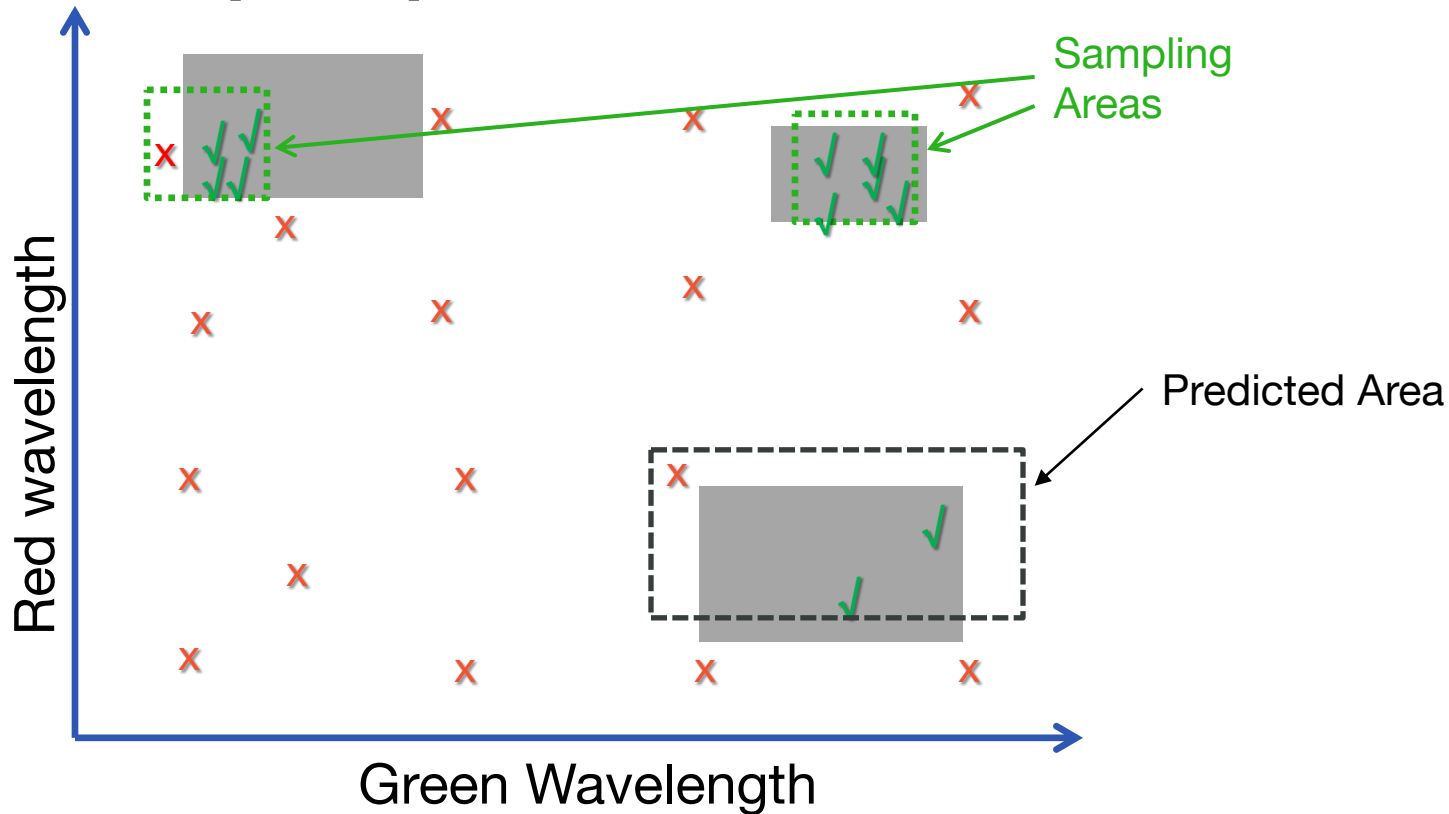 Sampling
Areas
x
x
x
x
√ √
√ √
√ √
√
√ √
x
x
x
x
x
Predicted Area
x
x
x
√
x
√
x
x
x
x
Red wavelength
Green Wavelength